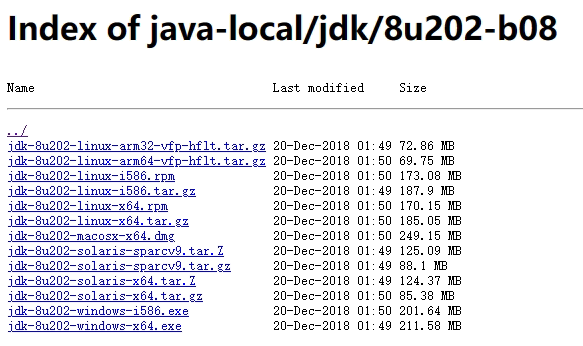 Index of java-local/jdk/8u202-b08
Name Last modified Size
../
jdk-8u202-linux-arm32-vfp-hflt.tar.gz 20-Dec-2018 01:49 72.86 MB
jdk-8u202-linux-arm64-vfp-hflt.tar.gz 20-Dec-2018 01:50 69.75 MB
jdk-8u202-linux-i586.rpm 20-Dec-2018 01:50 173.08 MB
jdk-8u202-linux-i586.tar.gz 20-Dec-2018 01:49 187.9 MB
jdk-8u202-linux-x64.rpm 20-Dec-2018 01:50 170.15 MB
jdk-8u202-linux-x64.tar.gz 20-Dec-2018 01:50 185.05 MB
jdk-8u202-macosx-x64.dmg 20-Dec-2018 01:50 249.15 MB
jdk-8u202-solaris-sparcv9.tar.Z 20-Dec-2018 01:49 125.09 MB
jdk-8u202-solaris-sparcv9.tar.gz 20-Dec-2018 01:49 88.1 MB
jdk-8u202-solaris-x64.tar.Z 20-Dec-2018 01:49 124.37 MB
jdk-8u202-solaris-x64.tar.gz 20-Dec-2018 01:50 85.38 MB
jdk-8u202-windows-i586.exe 20-Dec-2018 01:50 201.64 MB
jdk-8u202-windows-x64.exe 20-Dec-2018 01:49 211.58 MB